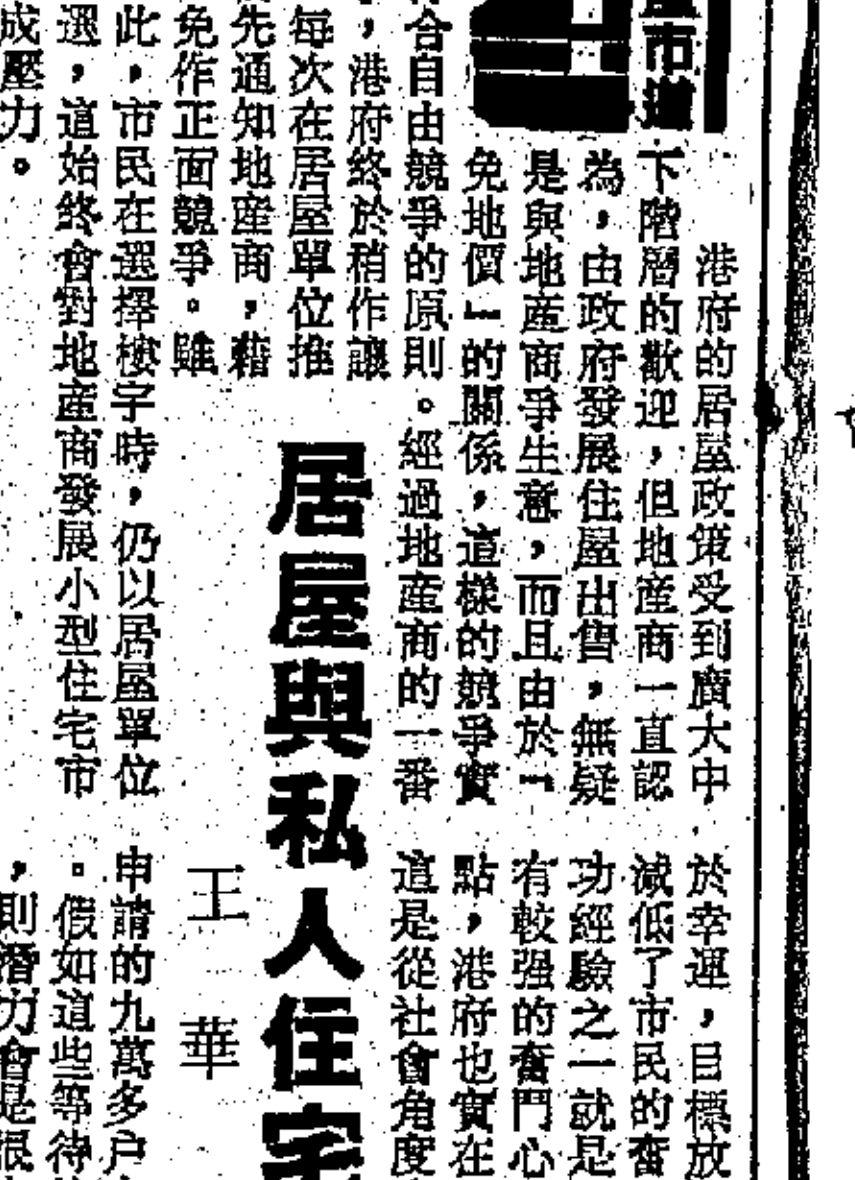 市道
居屋與私人住宅
王華
港府的居屋政策受到廣大中
下階層的歡迎，但地產商一直認
為，由政府發展住屋出售，無疑
是與地產商爭生意，而且由於「
免地價」的關係，這樣的競爭實
合自由競爭的原則。經過地產商的一番
，港府終於稍作讓
每次在居屋單位推
先通知地產商，藉
免作正面競爭。雖
此，市民在選擇樓宇時，仍以居屋單位
選，這始終會對地產商發展小型住宅市
成壓力。
於幸運，目標放
減低了市民的奮
功經驗之一就是
有較强的奮鬥心
點，港府也實在
這是從社會角度
申請的九萬多户
。假如這些等待
，則潛力會是很